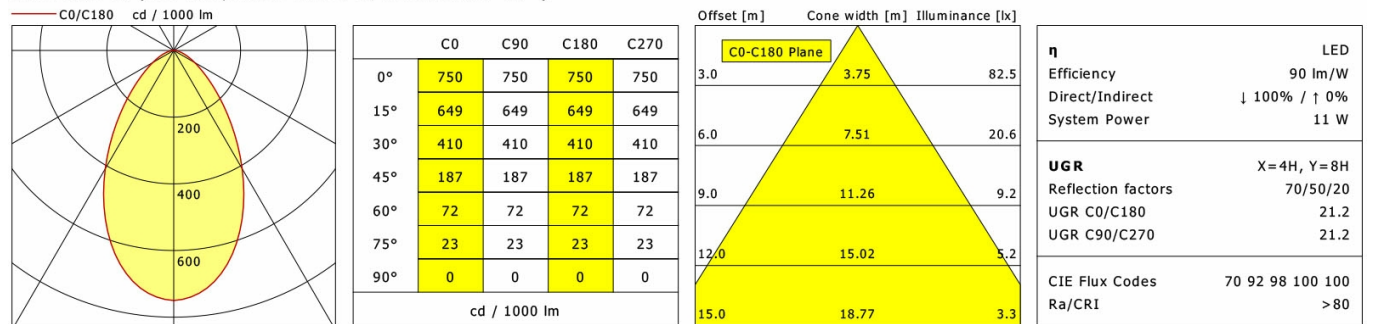 C0/C180 cd / 1000 lm
200
400
600
C0 C90 C180 C270
0° 750 750 750 750
15° 649 649 649 649
30° 410 410 410 410
45° 187 187 187 187
60° 72 72 72 72
75° 23 23 23 23
90° 0 0 0 0
cd / 1000 lm
Offset [m] Cone width [m] Illuminance [lx]
C0-C180 Plane
3.0 3.75 82.5
6.0 7.51 20.6
9.0 11.26 9.2
12.0 15.02 5.2
15.0 18.77 3.3
η LED
Efficiency 90 lm/W
Direct/Indirect ↓ 100% / ↑ 0%
System Power 11 W
UGR X=4H, Y=8H
Reflection factors 70/50/20
UGR C0/C180 21.2
UGR C90/C270 21.2
CIE Flux Codes 70 92 98 100 100
Ra/CRI >80